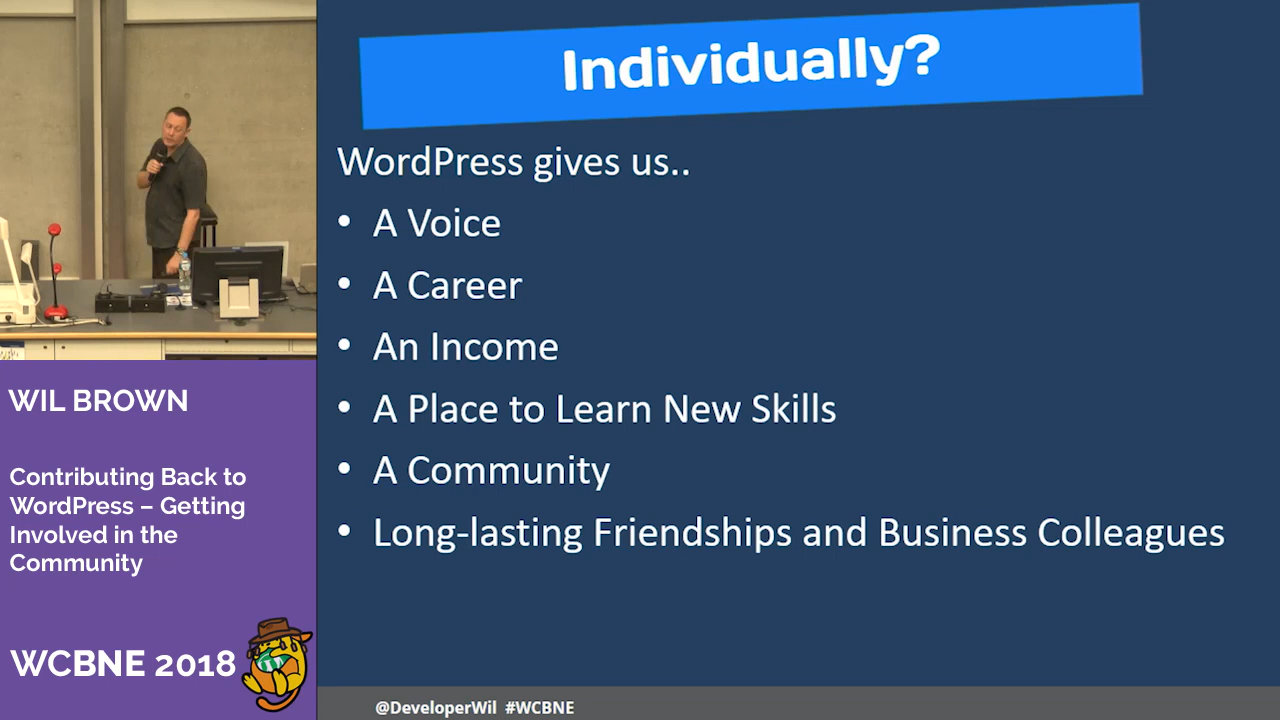 Individually?
WordPress gives us..
• A Voice
• A Career
• An Income
• A Place to Learn New Skills
• A Community
• Long-lasting Friendships and Business Colleagues
WIL BROWN
Contributing Back to
WordPress – Getting
Involved in the
Community
WCBNE 2018
@DeveloperWil #WCBNE